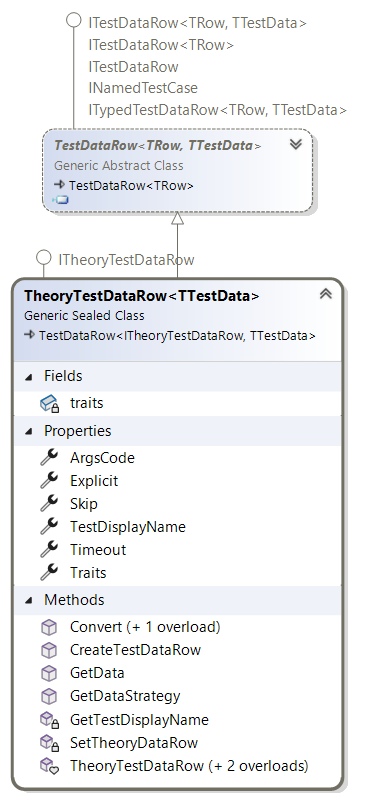 ITestDataRow<TRow, TTestData>
ITestDataRow<TRow>
ITestDataRow
INamedTestCase
ITypedTestDataRow<TRow, TTestData>
TestDataRow<TRow, TTestData>
Generic Abstract Class
TestDataRow<TRow>
ITheoryTestDataRow
TheoryTestDataRow<TTestData>
Generic Sealed Class
TestDataRow<ITheoryTestDataRow, TTestData>
Fields
traits
Properties
ArgsCode
Explicit
Skip
TestDisplayName
Timeout
Traits
Methods
Convert (+ 1 overload)
CreateTestDataRow
GetData
GetDataStrategy
GetTestDisplayName
SetTheoryDataRow
TheoryTestDataRow (+ 2 overloads)